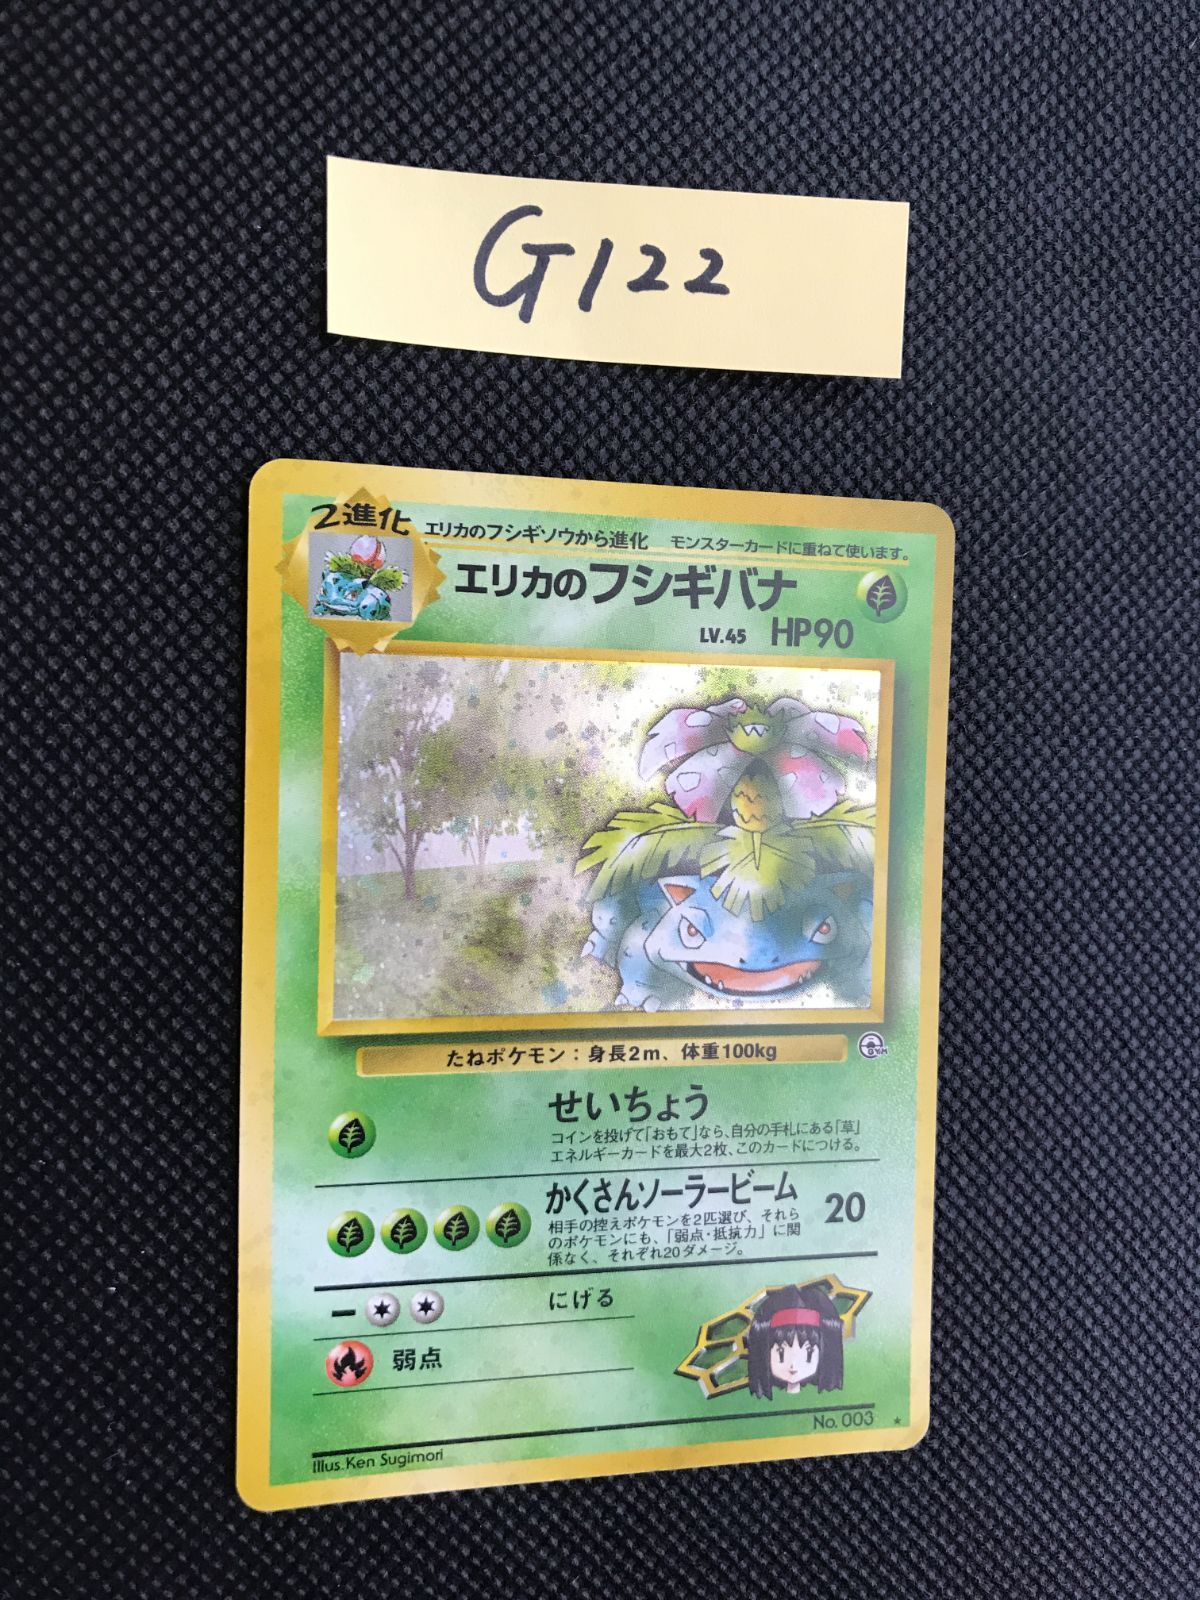 G122
2進化
エリカのフシギソウから進化 モンスターカードに重ねて使います。
エリカのフシギバナ
LV.45 HP90
たねポケモン：身長2m、体重100kg
GYM
せいちょう
コインを投げて「おもて」なら、自分の手札にある「草」
エネルギーカードを最大2枚、このカードにつける。
かくさんソーラービーム 20
相手の控えポケモンを2匹選び、それら
のポケモンにも、「弱点・抵抗力」に関
係なく、それぞれ20ダメージ。
ー にげる
弱点
No. 003 ★
Illus. Ken Sugimori